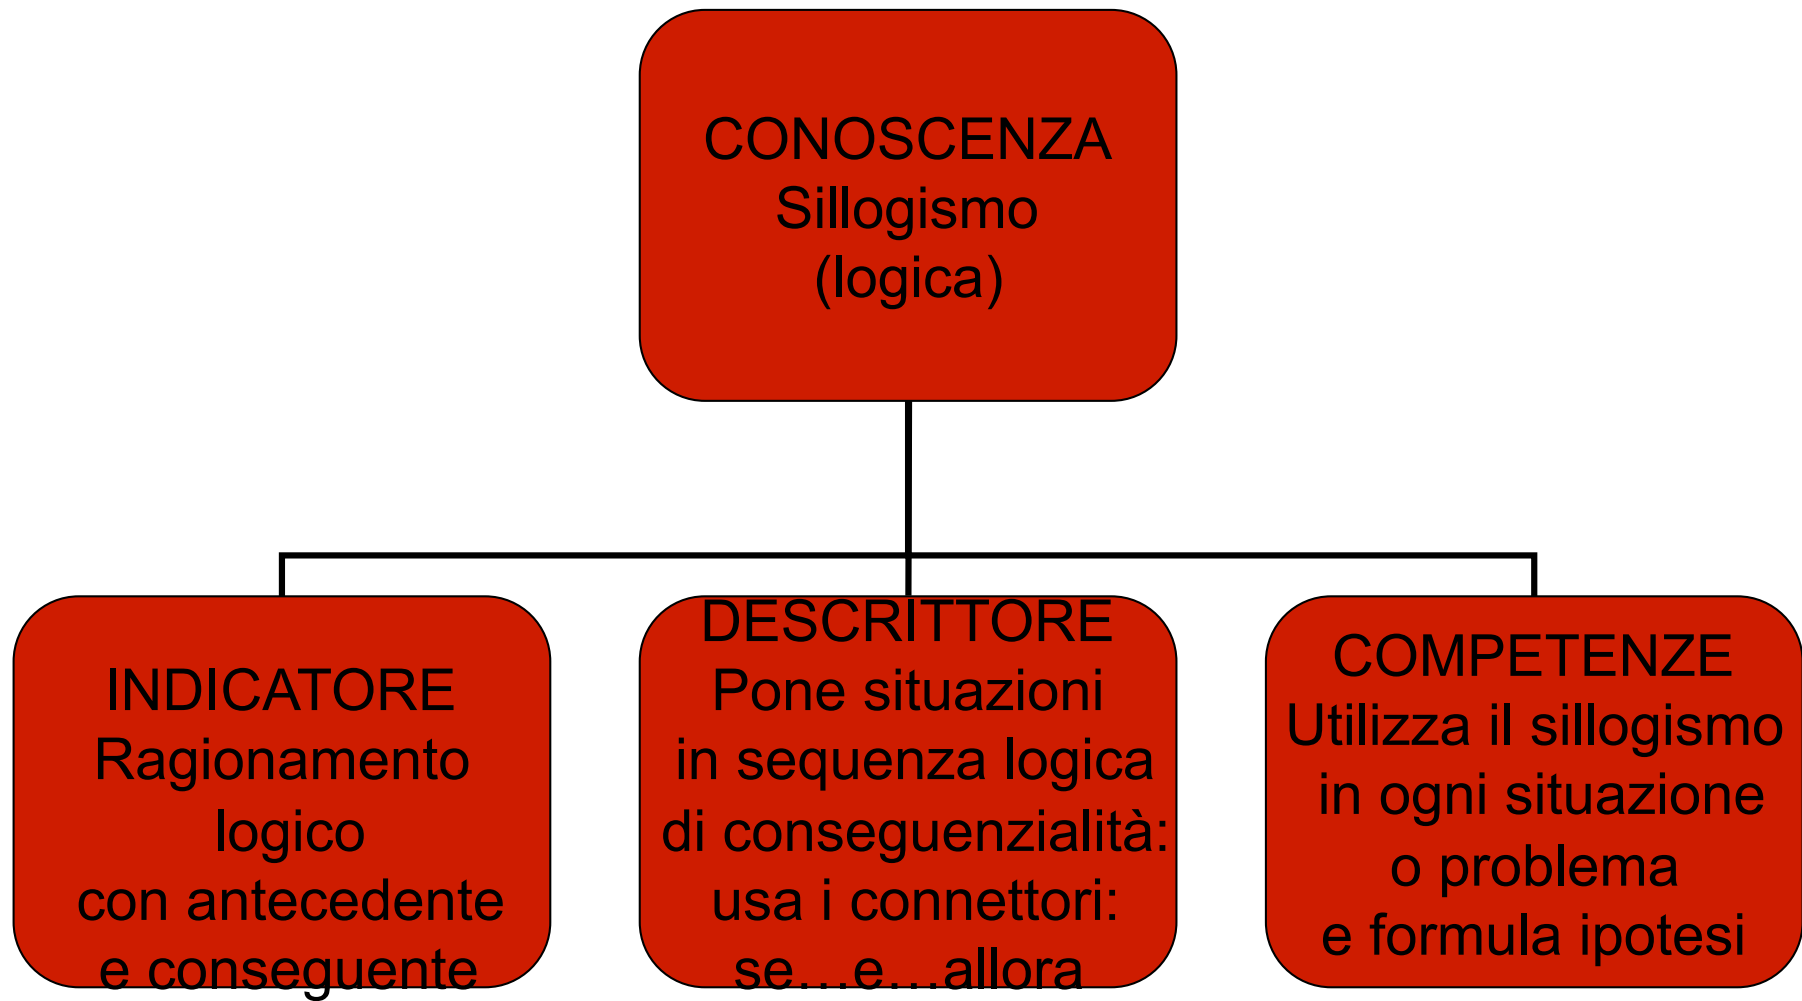 CONOSCENZA
Sillogismo
(logica)
INDICATORE
Ragionamento
logico
con antecedente
e conseguente
DESCRITTORE
Pone situazioni
in sequenza logica
di conseguenzialità:
usa i connettori:
se…e…allora
COMPETENZE
Utilizza il sillogismo
in ogni situazione
o problema
e formula ipotesi